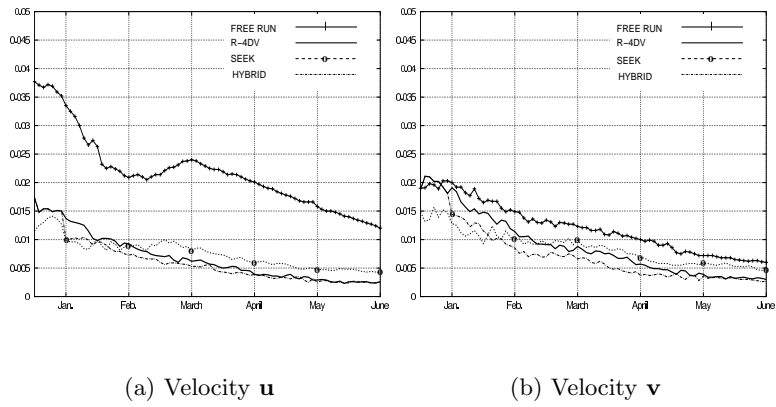 0.05
0.045
0.04
0.035
0.03
0.025
0.02
0.015
0.01
0.005
0
Jan. Feb. March April May June
FREE RUN
R-4DV
SEEK
HYBRID
(a) Velocity u
0.05
0.045
0.04
0.035
0.03
0.025
0.02
0.015
0.01
0.005
0
Jan. Feb. March April May June
FREE RUN
R-4DV
SEEK
HYBRID
(b) Velocity v